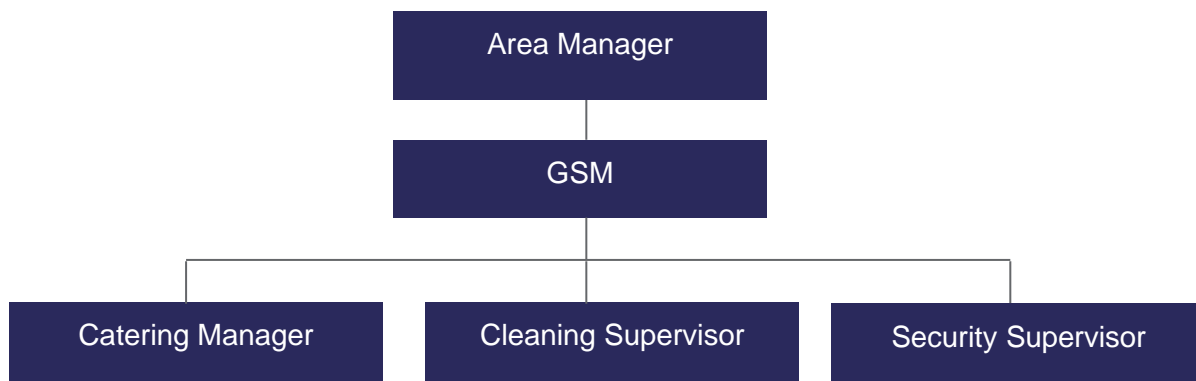 Area Manager
GSM
Catering Manager
Cleaning Supervisor
Security Supervisor